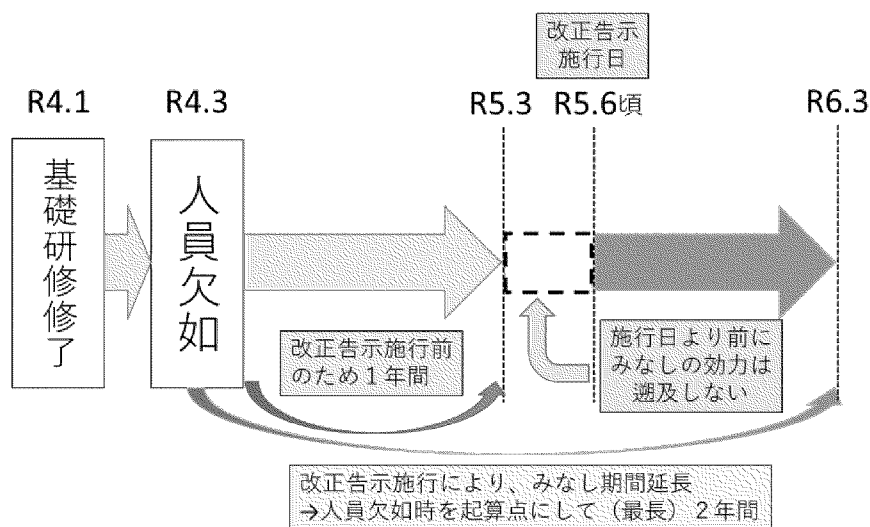 改正告示
施行日
R4.1
R4.3
R5.3
R5.6頃
R6.3
基礎研修修了
人員欠如
改正告示施行前
のため１年間
施行日より前に
みなしの効力は
遡及しない
改正告示施行により、みなし期間延長
→人員欠如時を起算点にして（最長）２年間